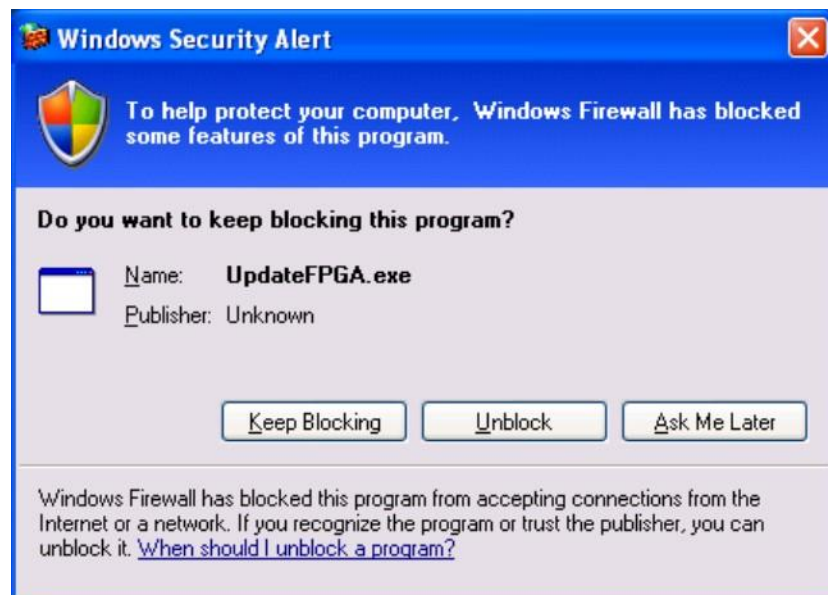 Windows Security Alert
To help protect your computer, Windows Firewall has blocked
some features of this program.
Do you want to keep blocking this program?
Name: UpdateFPGA.exe
Publisher: Unknown
Keep Blocking Unblock Ask Me Later
Windows Firewall has blocked this program from accepting connections from the
Internet or a network. If you recognize the program or trust the publisher, you can
unblock it. When should I unblock a program?